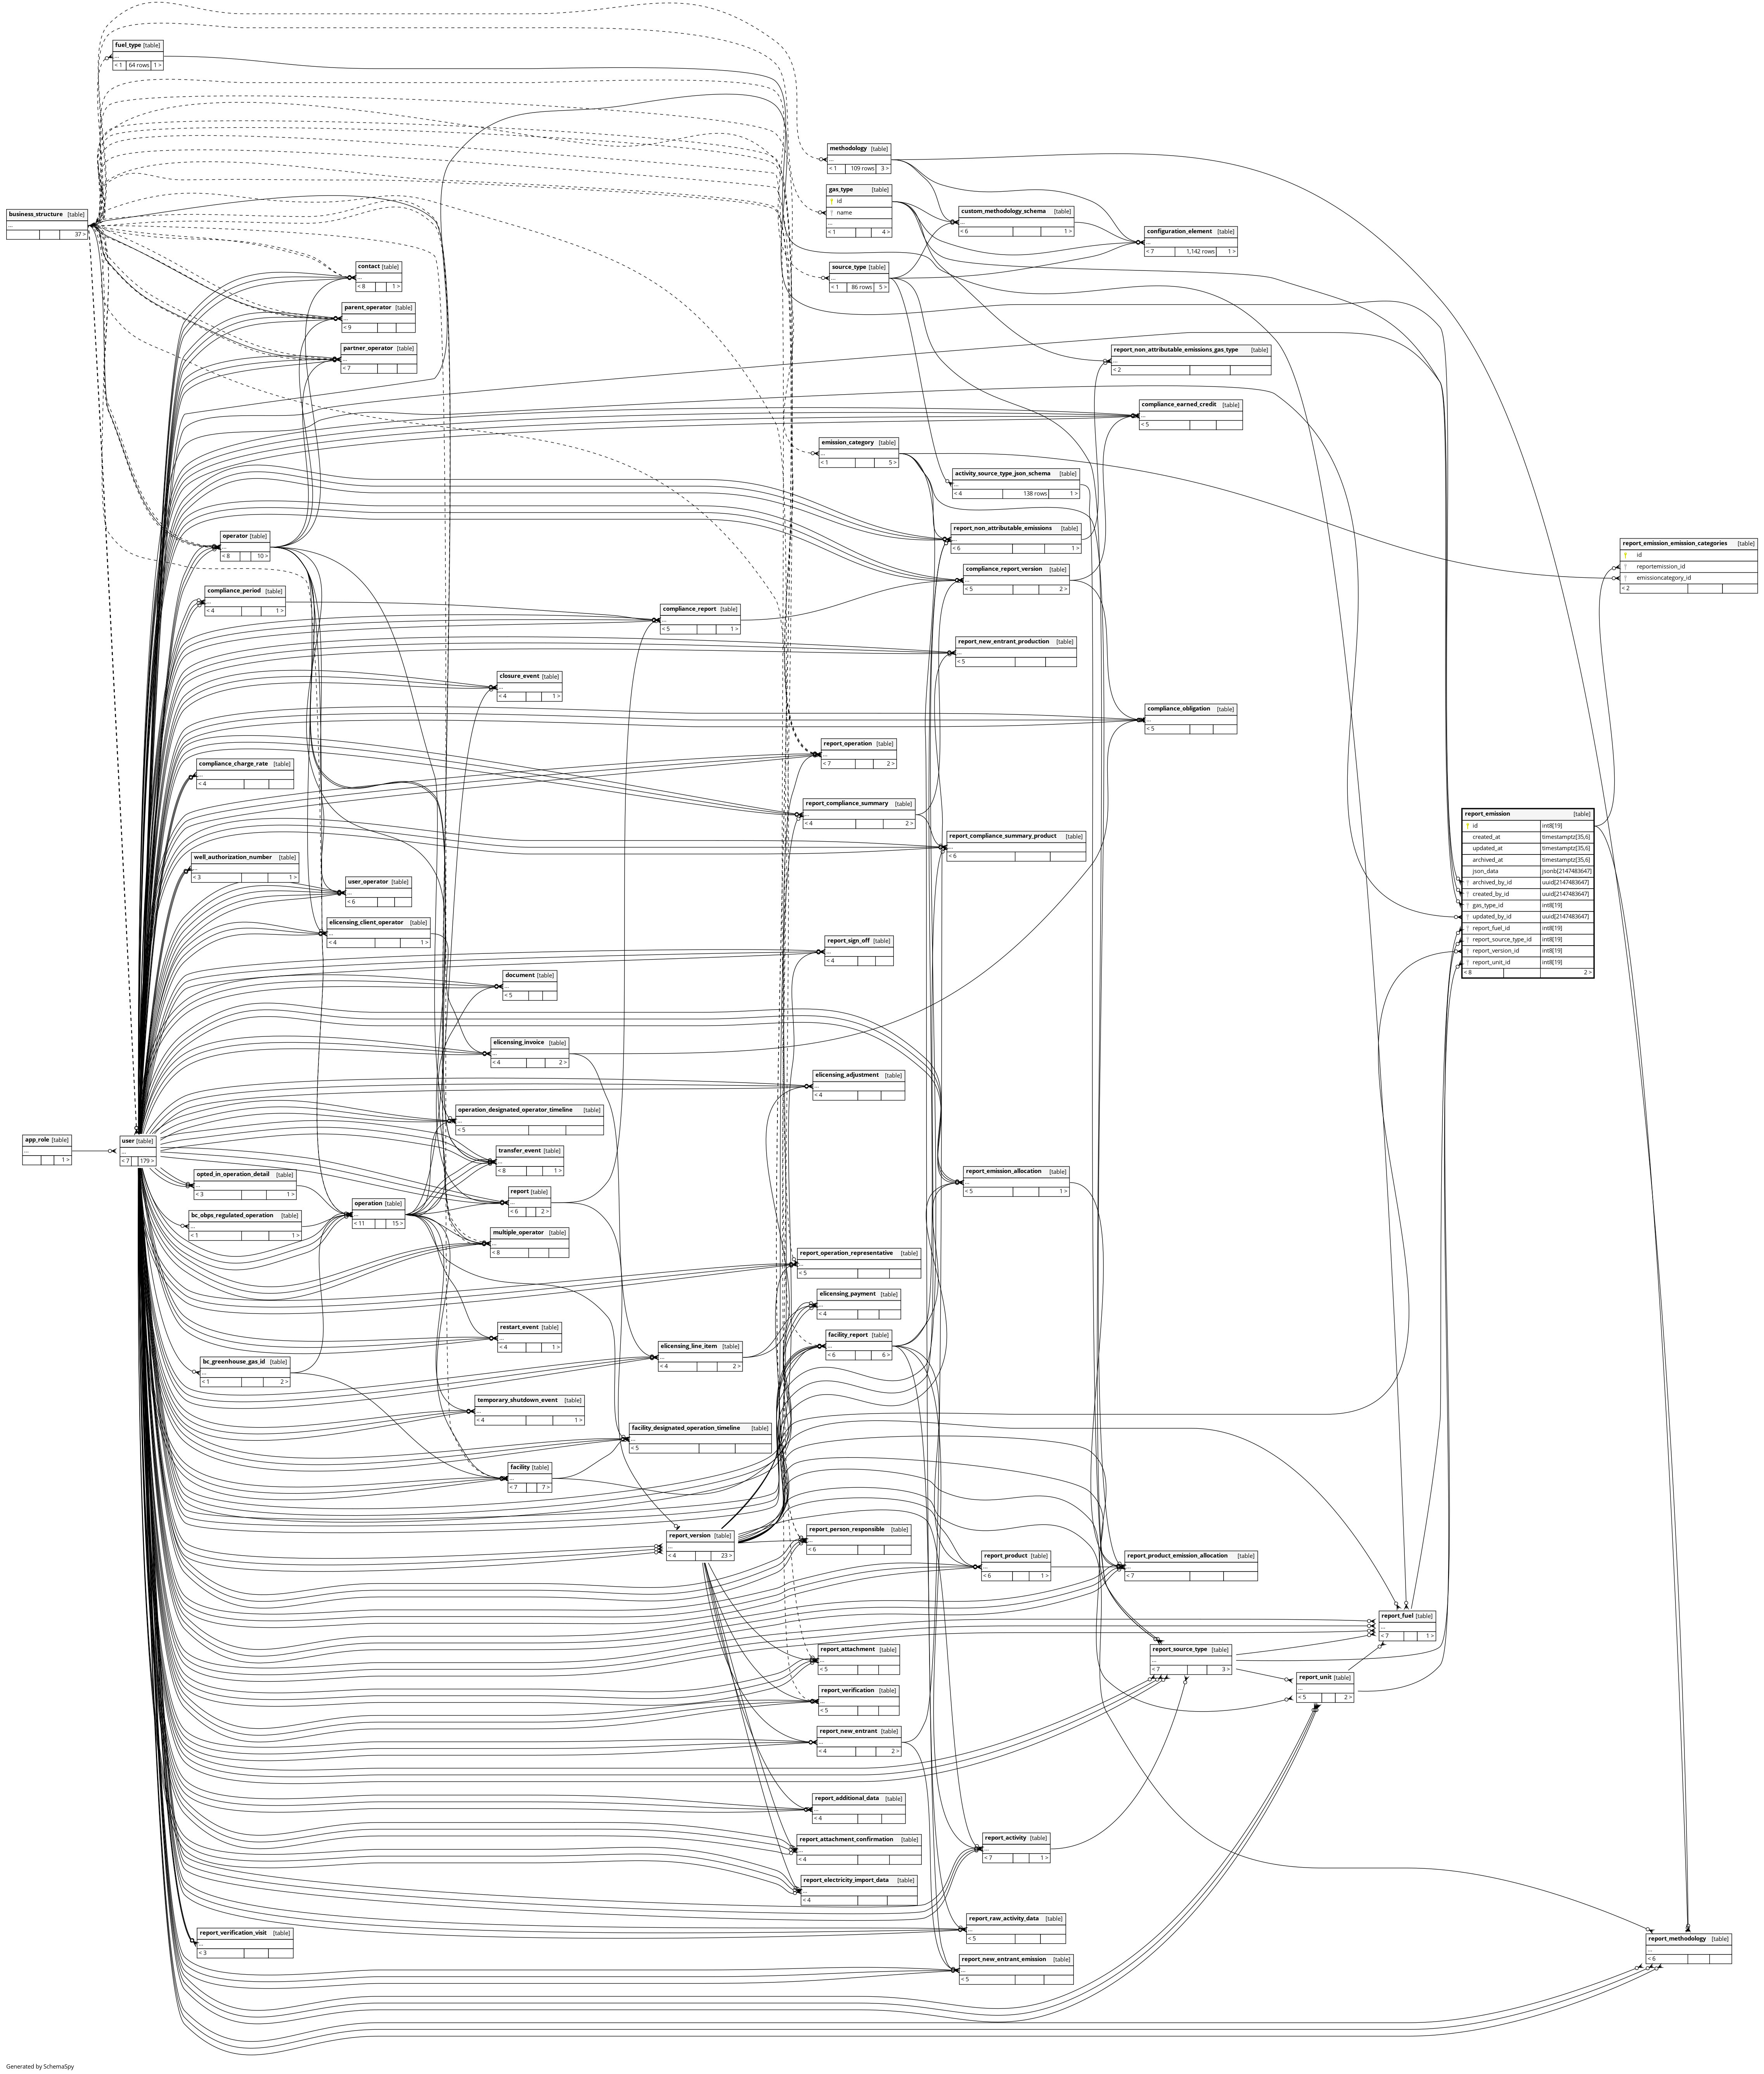 fuel_type [table]
...
< 1 64 rows 1 >
methodology [table]
...
< 1 109 rows 3 >
gas_type [table]
id
name
...
< 1 4 >
business_structure [table]
...
37 >
custom_methodology_schema [table]
...
< 6 1 >
configuration_element [table]
...
< 7 1,142 rows 1 >
contact [table]
...
< 8 1 >
source_type [table]
...
< 1 86 rows 5 >
parent_operator [table]
...
< 9
partner_operator [table]
...
< 7
report_non_attributable_emissions_gas_type [table]
...
< 2
compliance_earned_credit [table]
...
< 5
emission_category [table]
...
< 1 5 >
activity_source_type_json_schema [table]
...
< 4 138 rows 1 >
operator [table]
...
< 8 10 >
report_non_attributable_emissions [table]
...
< 6 1 >
report_emission_emission_categories [table]
id
reportemission_id
emissioncategory_id
< 2
compliance_report_version [table]
...
< 5 2 >
compliance_period [table]
...
< 4 1 >
compliance_report [table]
...
< 5 1 >
report_new_entrant_production [table]
...
< 5
closure_event [table]
...
< 4 1 >
compliance_obligation [table]
...
< 5
report_operation [table]
...
< 7 2 >
compliance_charge_rate [table]
...
< 4
report_compliance_summary [table]
...
< 4 2 >
report_emission [table]
id int8[19]
created_at timestamptz[35,6]
updated_at timestamptz[35,6]
archived_at timestamptz[35,6]
json_data jsonb[2147483647]
archived_by_id uuid[2147483647]
created_by_id uuid[2147483647]
gas_type_id int8[19]
updated_by_id uuid[2147483647]
report_fuel_id int8[19]
report_source_type_id int8[19]
report_version_id int8[19]
report_unit_id int8[19]
< 8 2 >
report_compliance_summary_product [table]
...
< 6
well_authorization_number [table]
...
< 3 1 >
user_operator [table]
...
< 6
elicensing_client_operator [table]
...
< 4 1 >
report_sign_off [table]
...
< 4
document [table]
...
< 5
elicensing_invoice [table]
...
< 4 2 >
elicensing_adjustment [table]
...
< 4
operation_designated_operator_timeline [table]
...
< 5
app_role [table]
...
1 >
user [table]
...
< 7 179 >
transfer_event [table]
...
< 8 1 >
opted_in_operation_detail [table]
...
< 3 1 >
report_emission_allocation [table]
...
< 5 1 >
report [table]
...
< 6 2 >
operation [table]
...
< 11 15 >
bc_obps_regulated_operation [table]
...
< 1 1 >
multiple_operator [table]
...
< 8
report_operation_representative [table]
...
< 5
elicensing_payment [table]
...
< 4
restart_event [table]
...
< 4 1 >
facility_report [table]
...
< 6 6 >
elicensing_line_item [table]
...
< 4 2 >
bc_greenhouse_gas_id [table]
...
< 1 2 >
temporary_shutdown_event [table]
...
< 4 1 >
facility_designated_operation_timeline [table]
...
< 5
facility [table]
...
< 7 7 >
report_version [table]
...
< 4 23 >
report_person_responsible [table]
...
< 6
report_product [table]
...
< 6 1 >
report_product_emission_allocation [table]
...
< 7
report_fuel [table]
...
< 7 1 >
report_attachment [table]
...
< 5
report_source_type [table]
...
< 7 3 >
report_unit [table]
...
< 5 2 >
report_verification [table]
...
< 5
report_new_entrant [table]
...
< 4 2 >
report_additional_data [table]
...
< 4
report_attachment_confirmation [table]
...
< 4
report_activity [table]
...
< 7 1 >
report_electricity_import_data [table]
...
< 4
report_raw_activity_data [table]
...
< 5
report_verification_visit [table]
...
< 3
report_methodology [table]
...
< 6
report_new_entrant_emission [table]
...
< 5
Generated by SchemaSpy